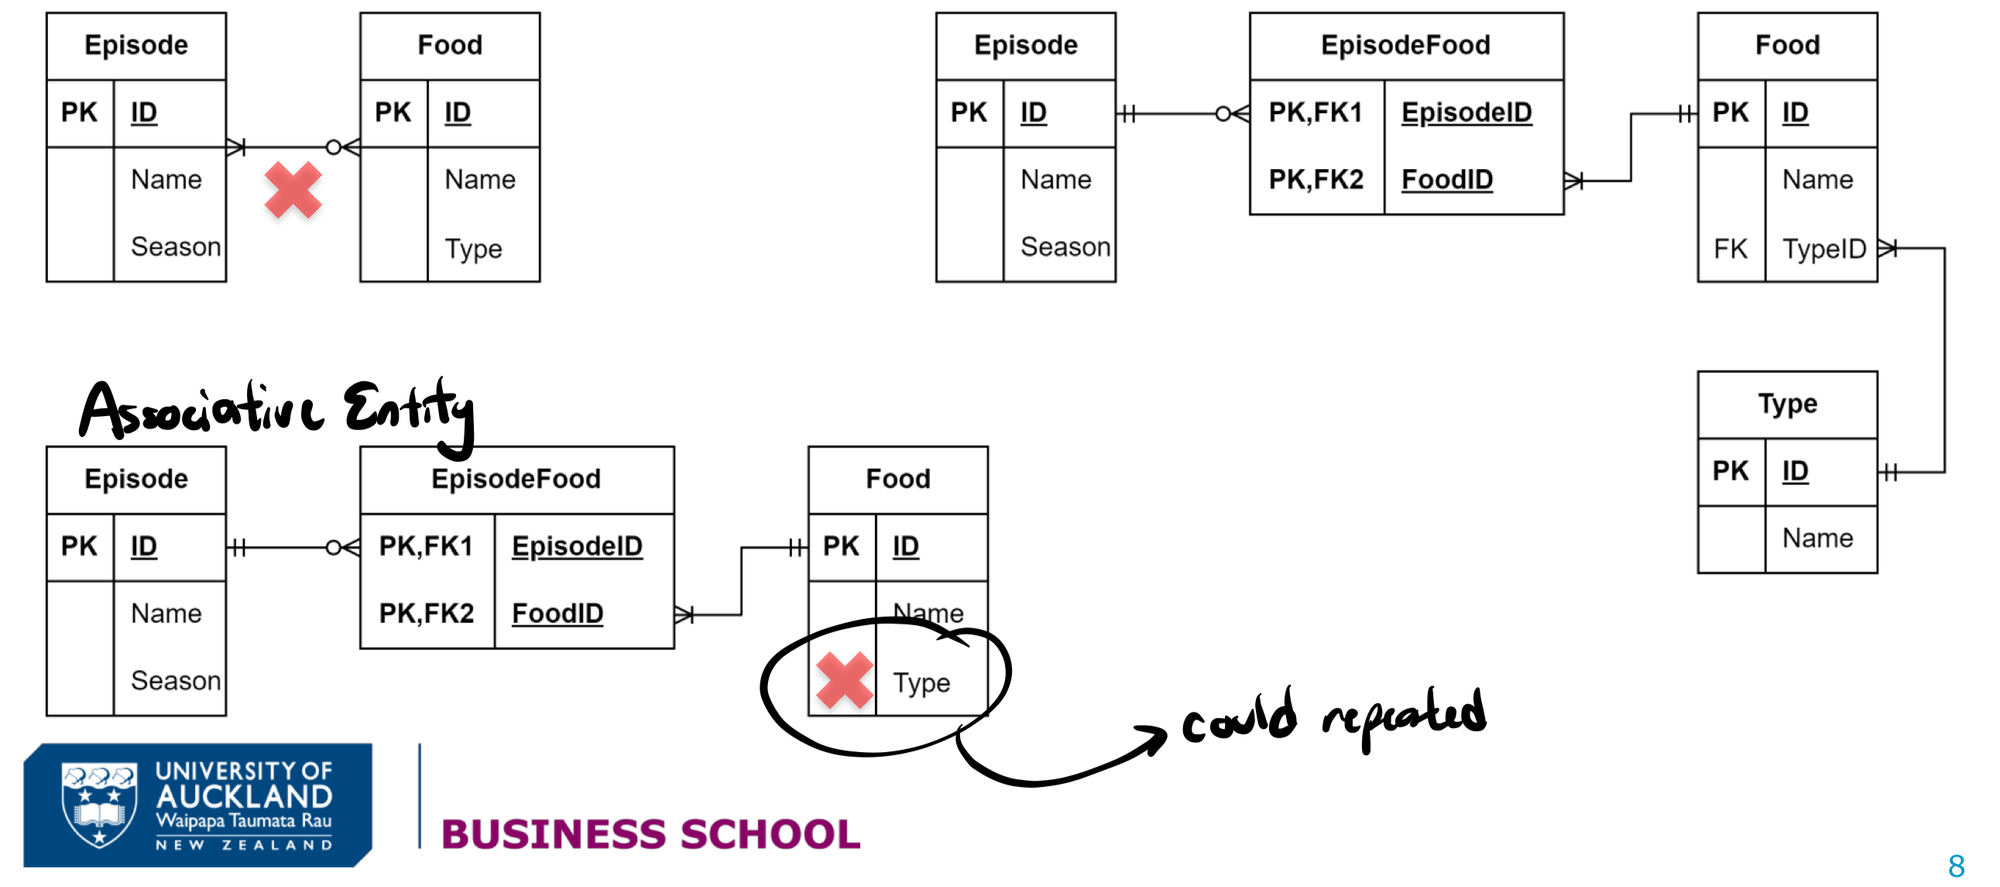 Episode
PK ID
Name
Season
Food
PK ID
Name
Type
Episode
PK ID
Name
Season
EpisodeFood
PK,FK1 EpisodeID
PK,FK2 FoodID
Food
PK ID
Name
FK TypeID
Type
PK ID
Name
Associative Entity
Episode
PK ID
Name
Season
EpisodeFood
PK,FK1 EpisodeID
PK,FK2 FoodID
Food
PK ID
Name
Type
could repeated
UNIVERSITY OF
AUCKLAND
Waipapa Taumata Rau
NEW ZEALAND
BUSINESS SCHOOL
8